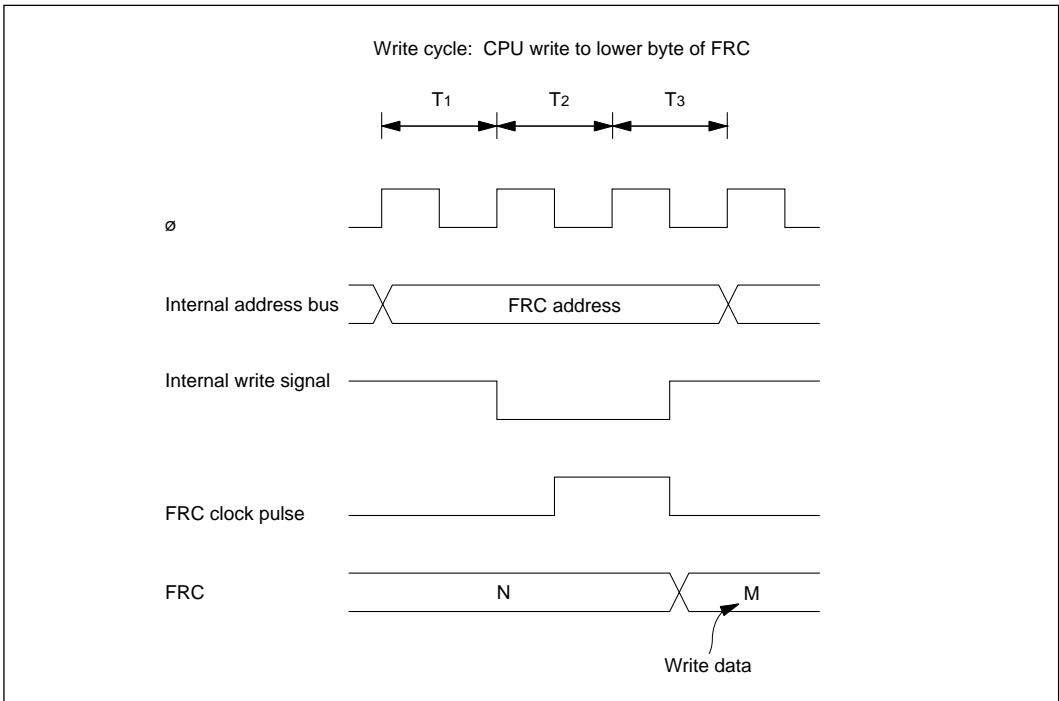 Write cycle: CPU write to lower byte of FRC
T1 T2 T3
ø
Internal address bus FRC address
Internal write signal
FRC clock pulse
FRC N M
Write data